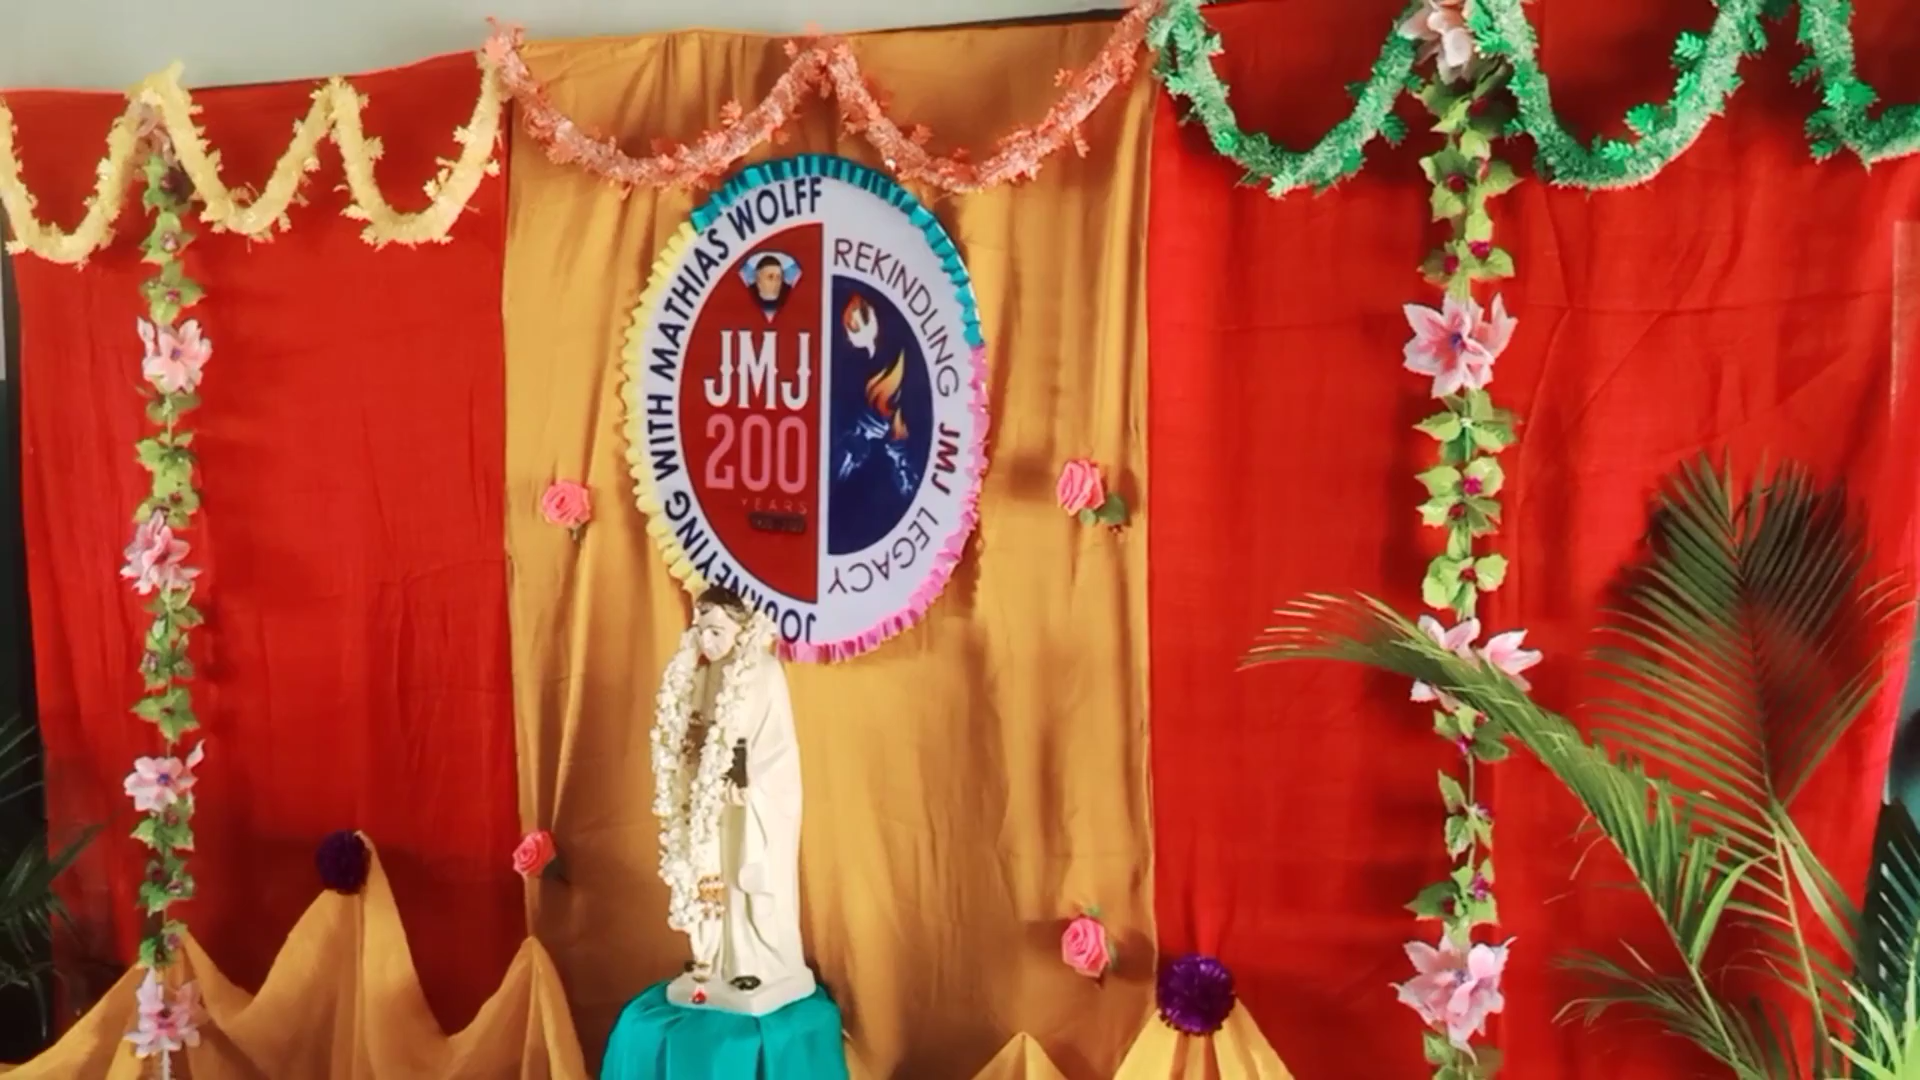 JOURNEYING WITH MATHIAS WOLFF
REKINDLING JMJ LEGACY
JMJ
200
YEARS